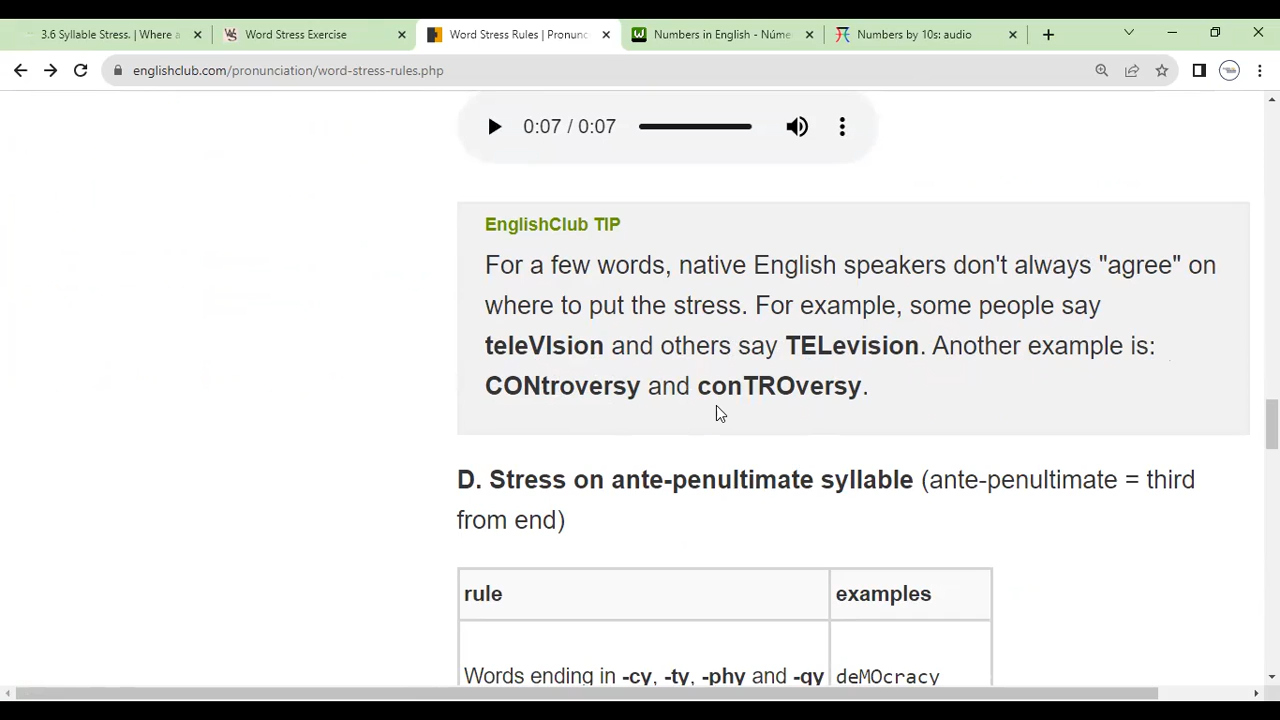 3.6 Syllable Stress. | Where a
Word Stress Exercise
Word Stress Rules | Pronunc
Numbers in English - Núme
Numbers by 10s: audio
englishclub.com/pronunciation/word-stress-rules.php
0:07 / 0:07
EnglishClub TIP
For a few words, native English speakers don't always "agree" on
where to put the stress. For example, some people say
teleVIsion and others say TELevision. Another example is:
CONtroversy and conTROversy.
D. Stress on ante-penultimate syllable (ante-penultimate = third
from end)
rule examples
Words ending in -cy, -ty, -phy and -gy deMOcracy